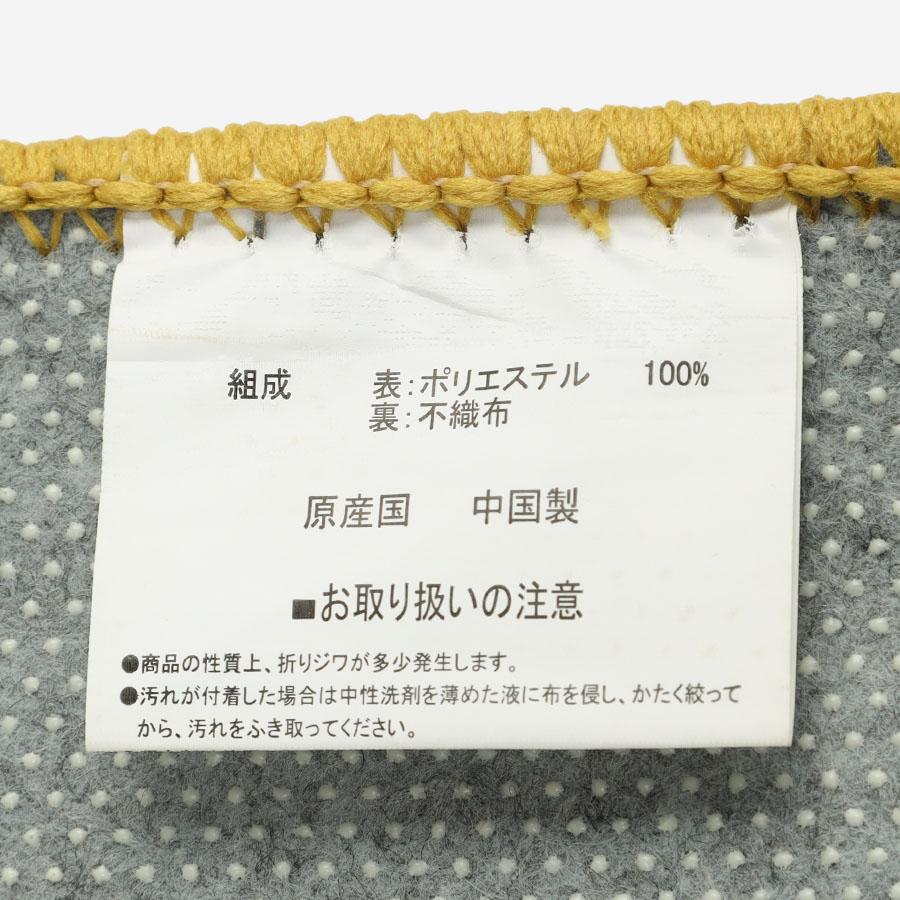 組成 表:ポリエステル 100%
裏:不織布
原産国 中国製
■お取り扱いの注意
●商品の性質上、折りジワが多少発生します。
●汚れが付着した場合は中性洗剤を薄めた液に布を侵し、かたく絞って
から、汚れをふき取ってください。